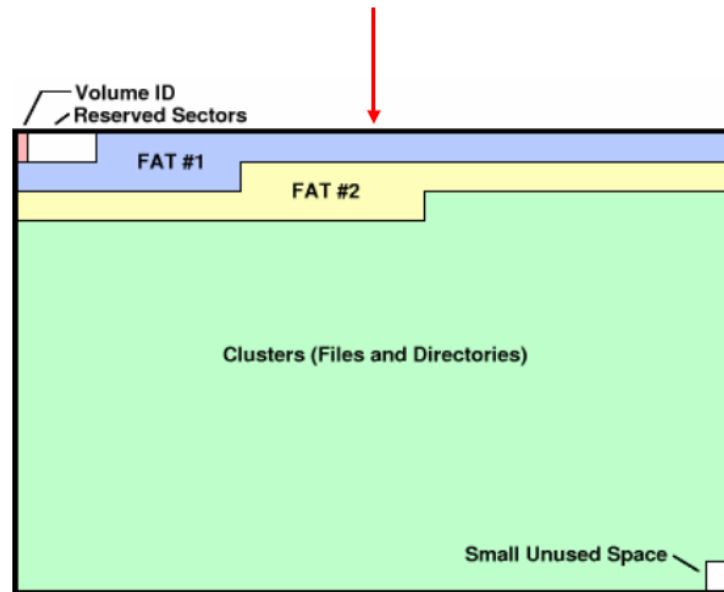 Volume ID
Reserved Sectors
FAT #1
FAT #2
Clusters (Files and Directories)
Small Unused Space